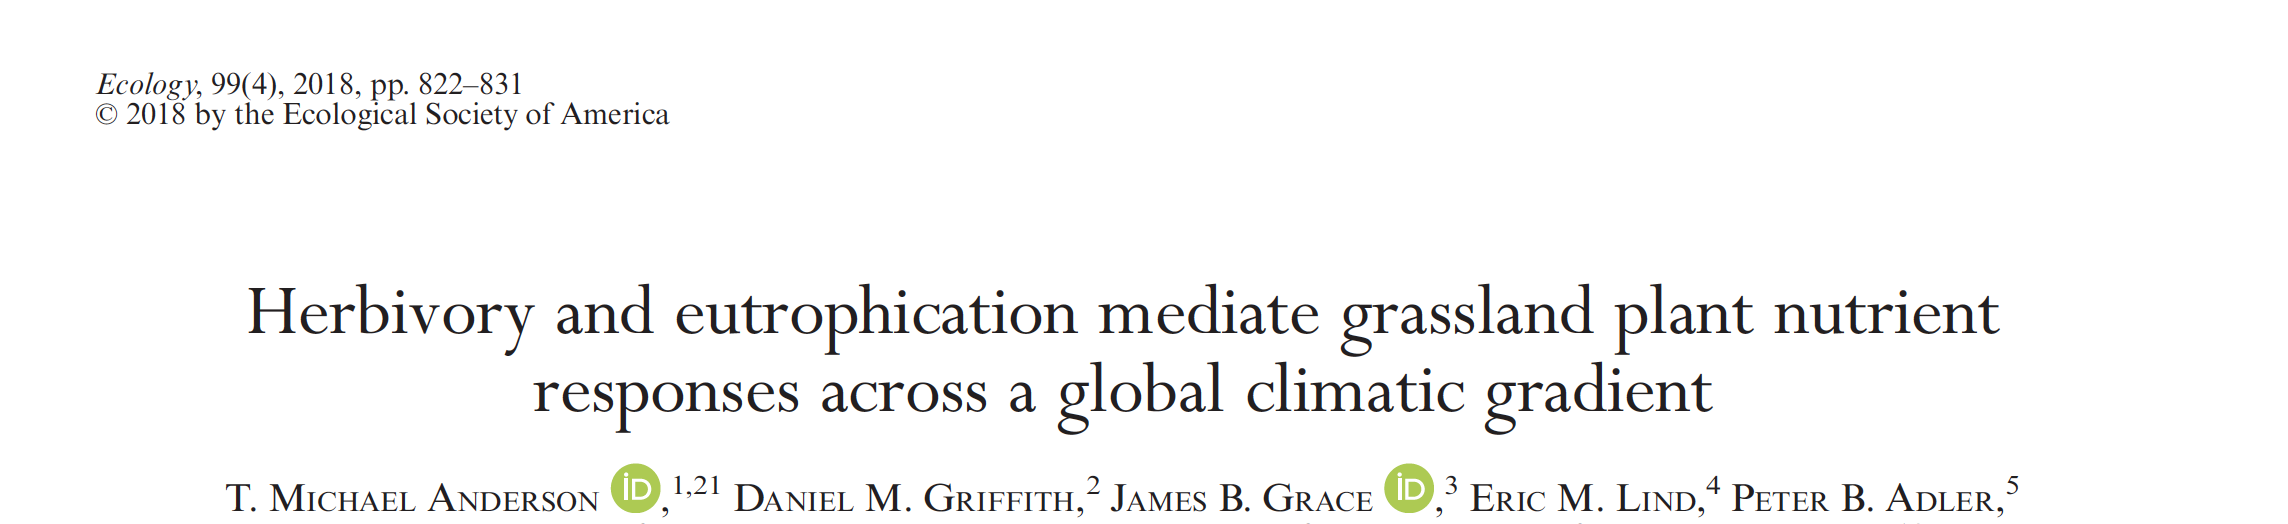 Ecology, 99(4), 2018, pp. 822–831
© 2018 by the Ecological Society of America
Herbivory and eutrophication mediate grassland plant nutrient
responses across a global climatic gradient
T. Michael Anderson iD,1,21 Daniel M. Griffith,2 James B. Grace iD,3 Eric M. Lind,4 Peter B. Adler,5